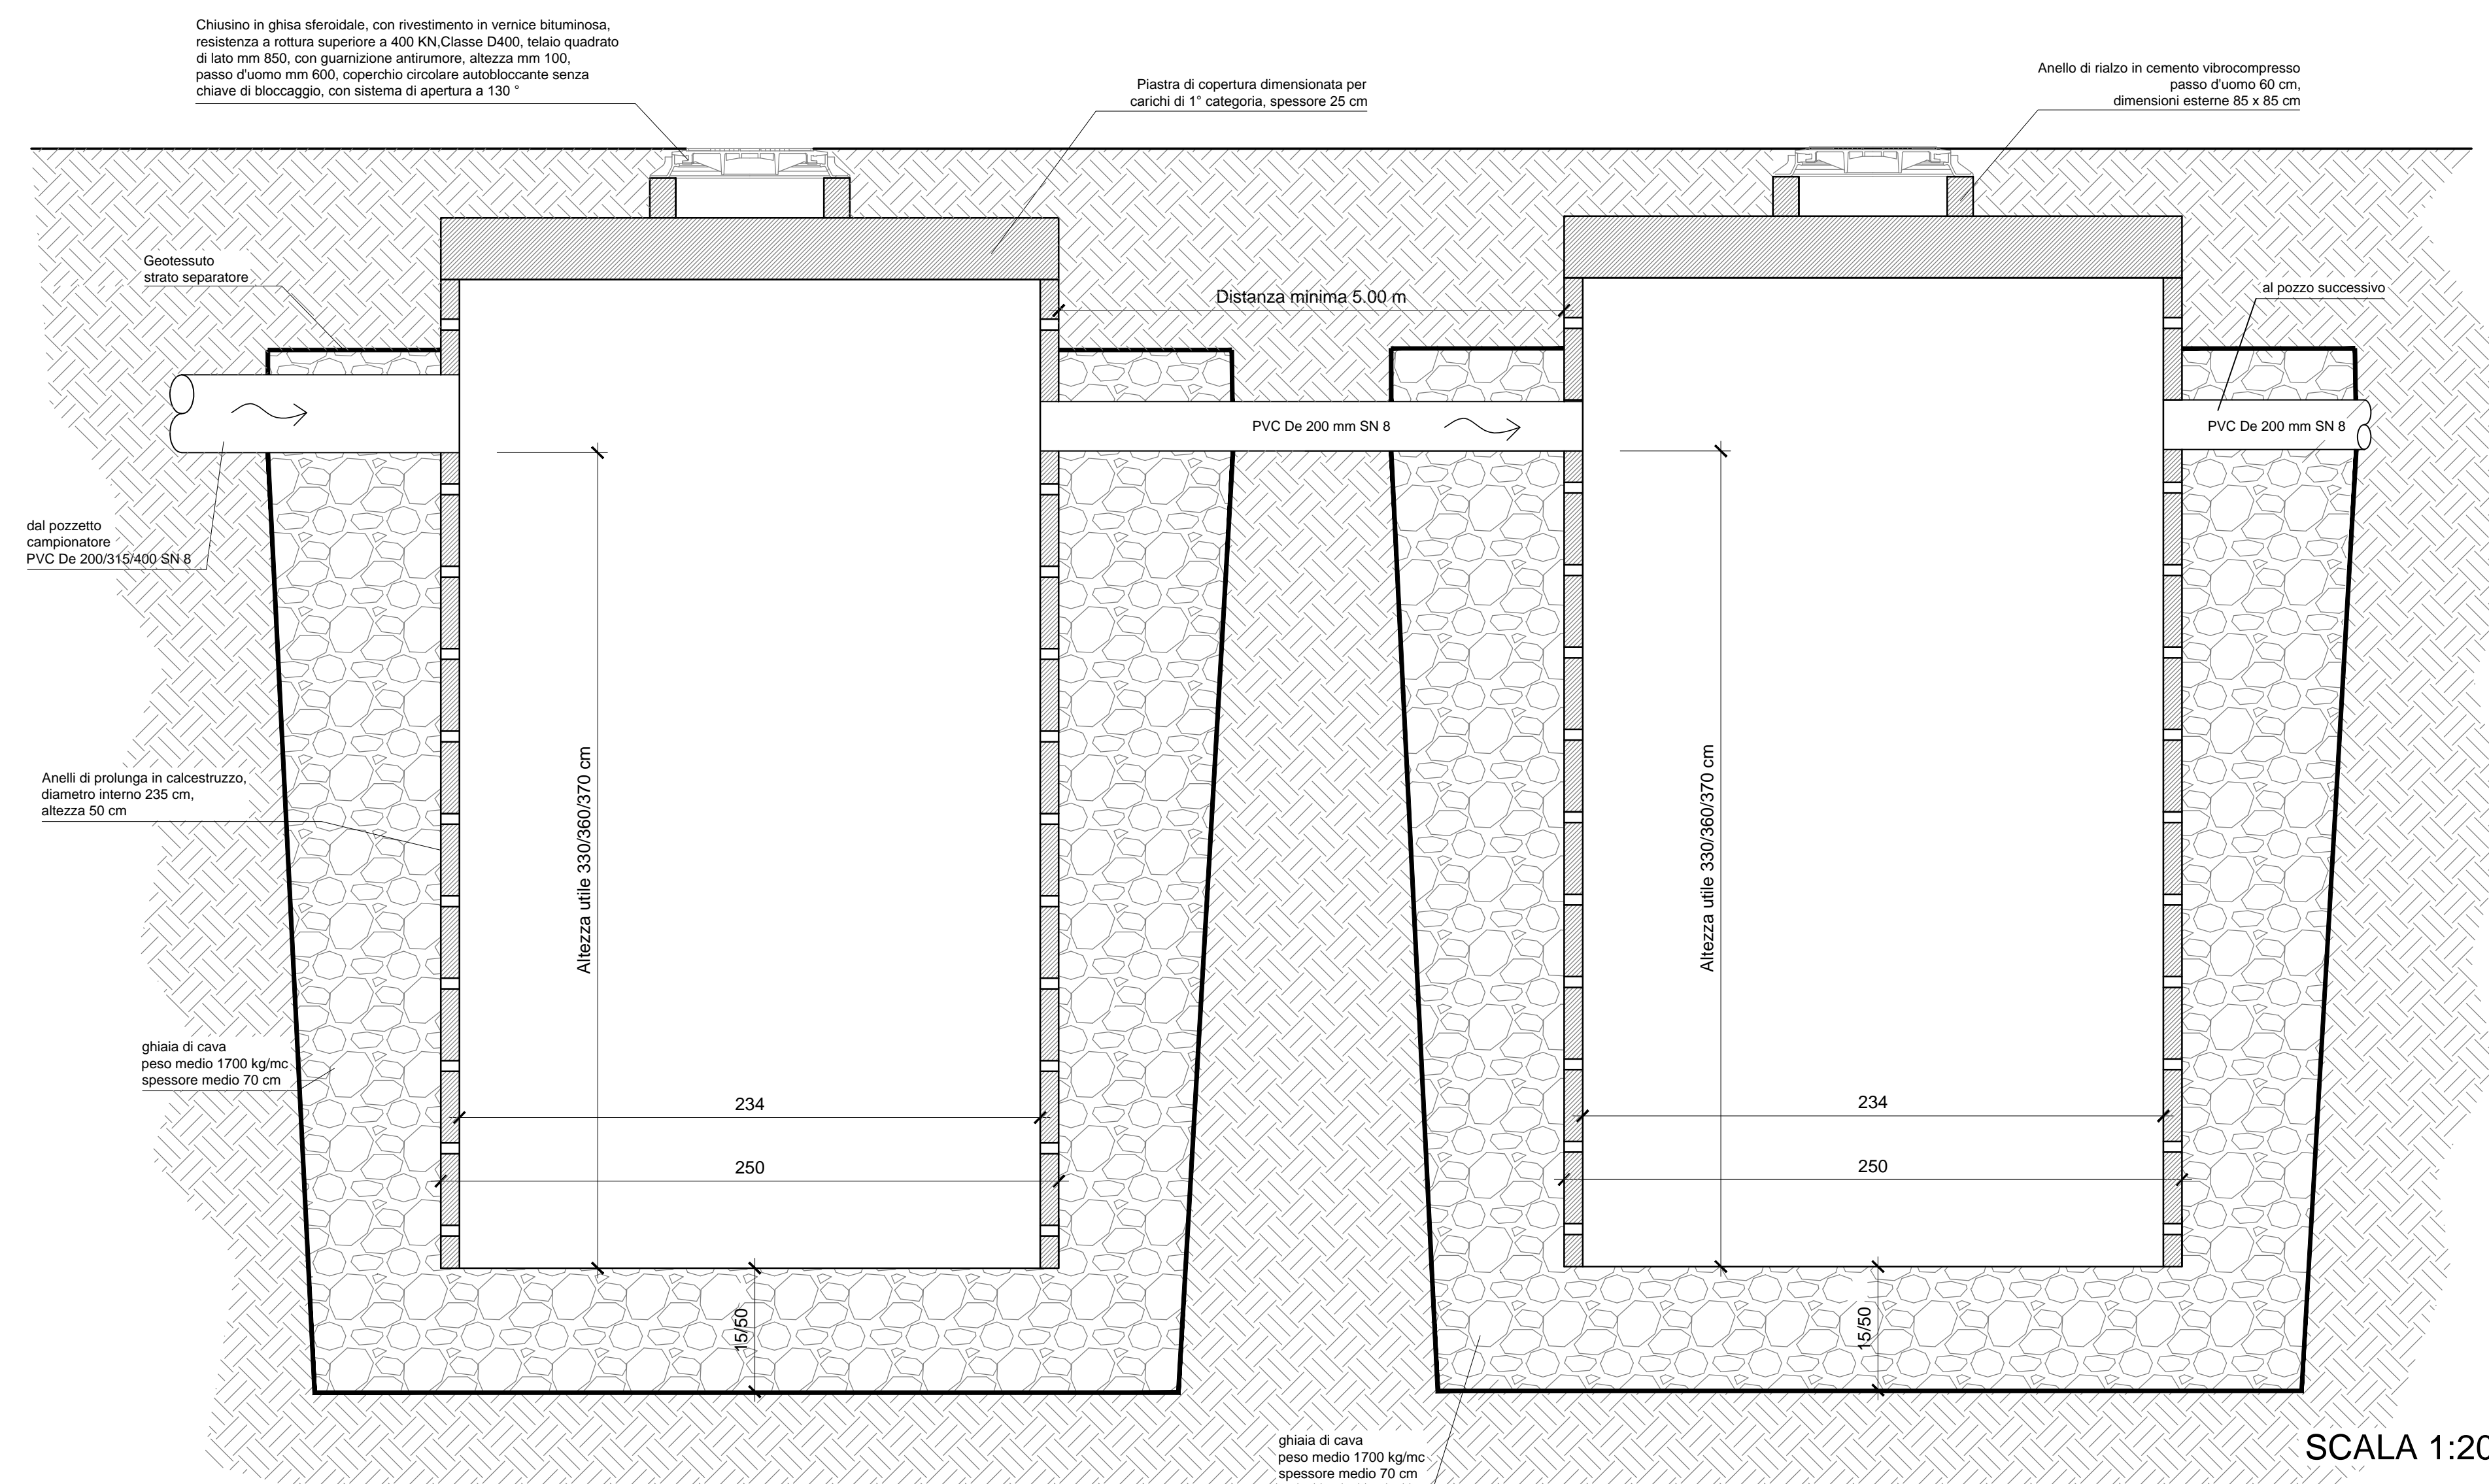 Chiusino in ghisa sferoidale, con rivestimento in vernice bituminosa,
resistenza a rottura superiore a 400 KN,Classe D400, telaio quadrato
di lato mm 850, con guarnizione antirumore, altezza mm 100,
passo d'uomo mm 600, coperchio circolare autobloccante senza
chiave di bloccaggio, con sistema di apertura a 130 °
Piastra di copertura dimensionata per
carichi di 1° categoria, spessore 25 cm
Anello di rialzo in cemento vibrocompresso
passo d'uomo 60 cm,
dimensioni esterne 85 x 85 cm
Geotessuto
strato separatore
Distanza minima 5.00 m
al pozzo successivo
PVC De 200 mm SN 8
PVC De 200 mm SN 8
dal pozzetto
campionatore
PVC De 200/315/400 SN 8
Altezza utile 330/360/370 cm
Altezza utile 330/360/370 cm
Anelli di prolunga in calcestruzzo,
diametro interno 235 cm,
altezza 50 cm
ghiaia di cava
peso medio 1700 kg/mc
spessore medio 70 cm
234
234
250
250
15/50
15/50
ghiaia di cava
peso medio 1700 kg/mc
spessore medio 70 cm
SCALA 1:20